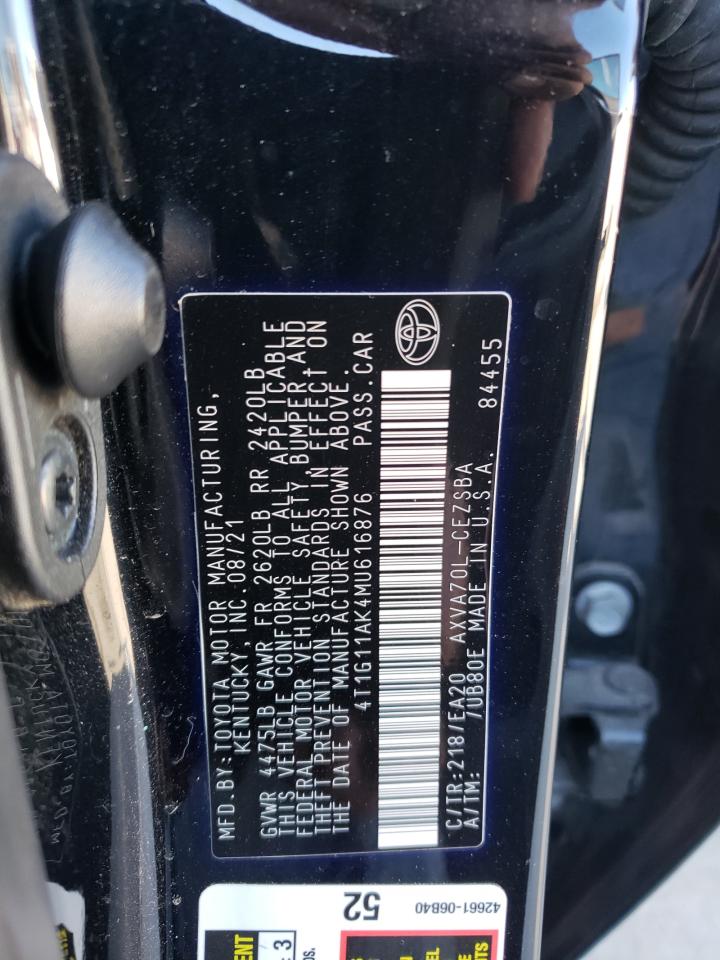 MFD. BY: TOYOTA MOTOR MANUFACTURING,
KENTUCKY, INC. 08/21
GVWR 4475LB GAWR FR 2620LB RR 2420LB
THIS VEHICLE CONFORMS TO ALL APPLICABLE
FEDERAL MOTOR VEHICLE SAFETY, BUMPER, AND
THEFT PREVENTION STANDARDS IN EFFECT ON
THE DATE OF MANUFACTURE SHOWN ABOVE.
4T1G11AK4MU616876 PASS.CAR
C/TR:218/EA20 AXVA70L-CEZSBA
A/TM: /UB80E MADE IN U.S.A. 84455
52
42661-06B40
3